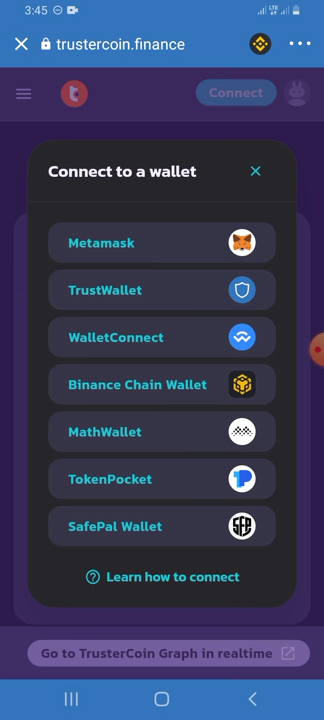 3:45
LTE
trustercoin.finance
Connect
Connect to a wallet
Metamask
TrustWallet
WalletConnect
Binance Chain Wallet
MathWallet
TokenPocket
SafePal Wallet
Learn how to connect
Go to TrusterCoin Graph in realtime